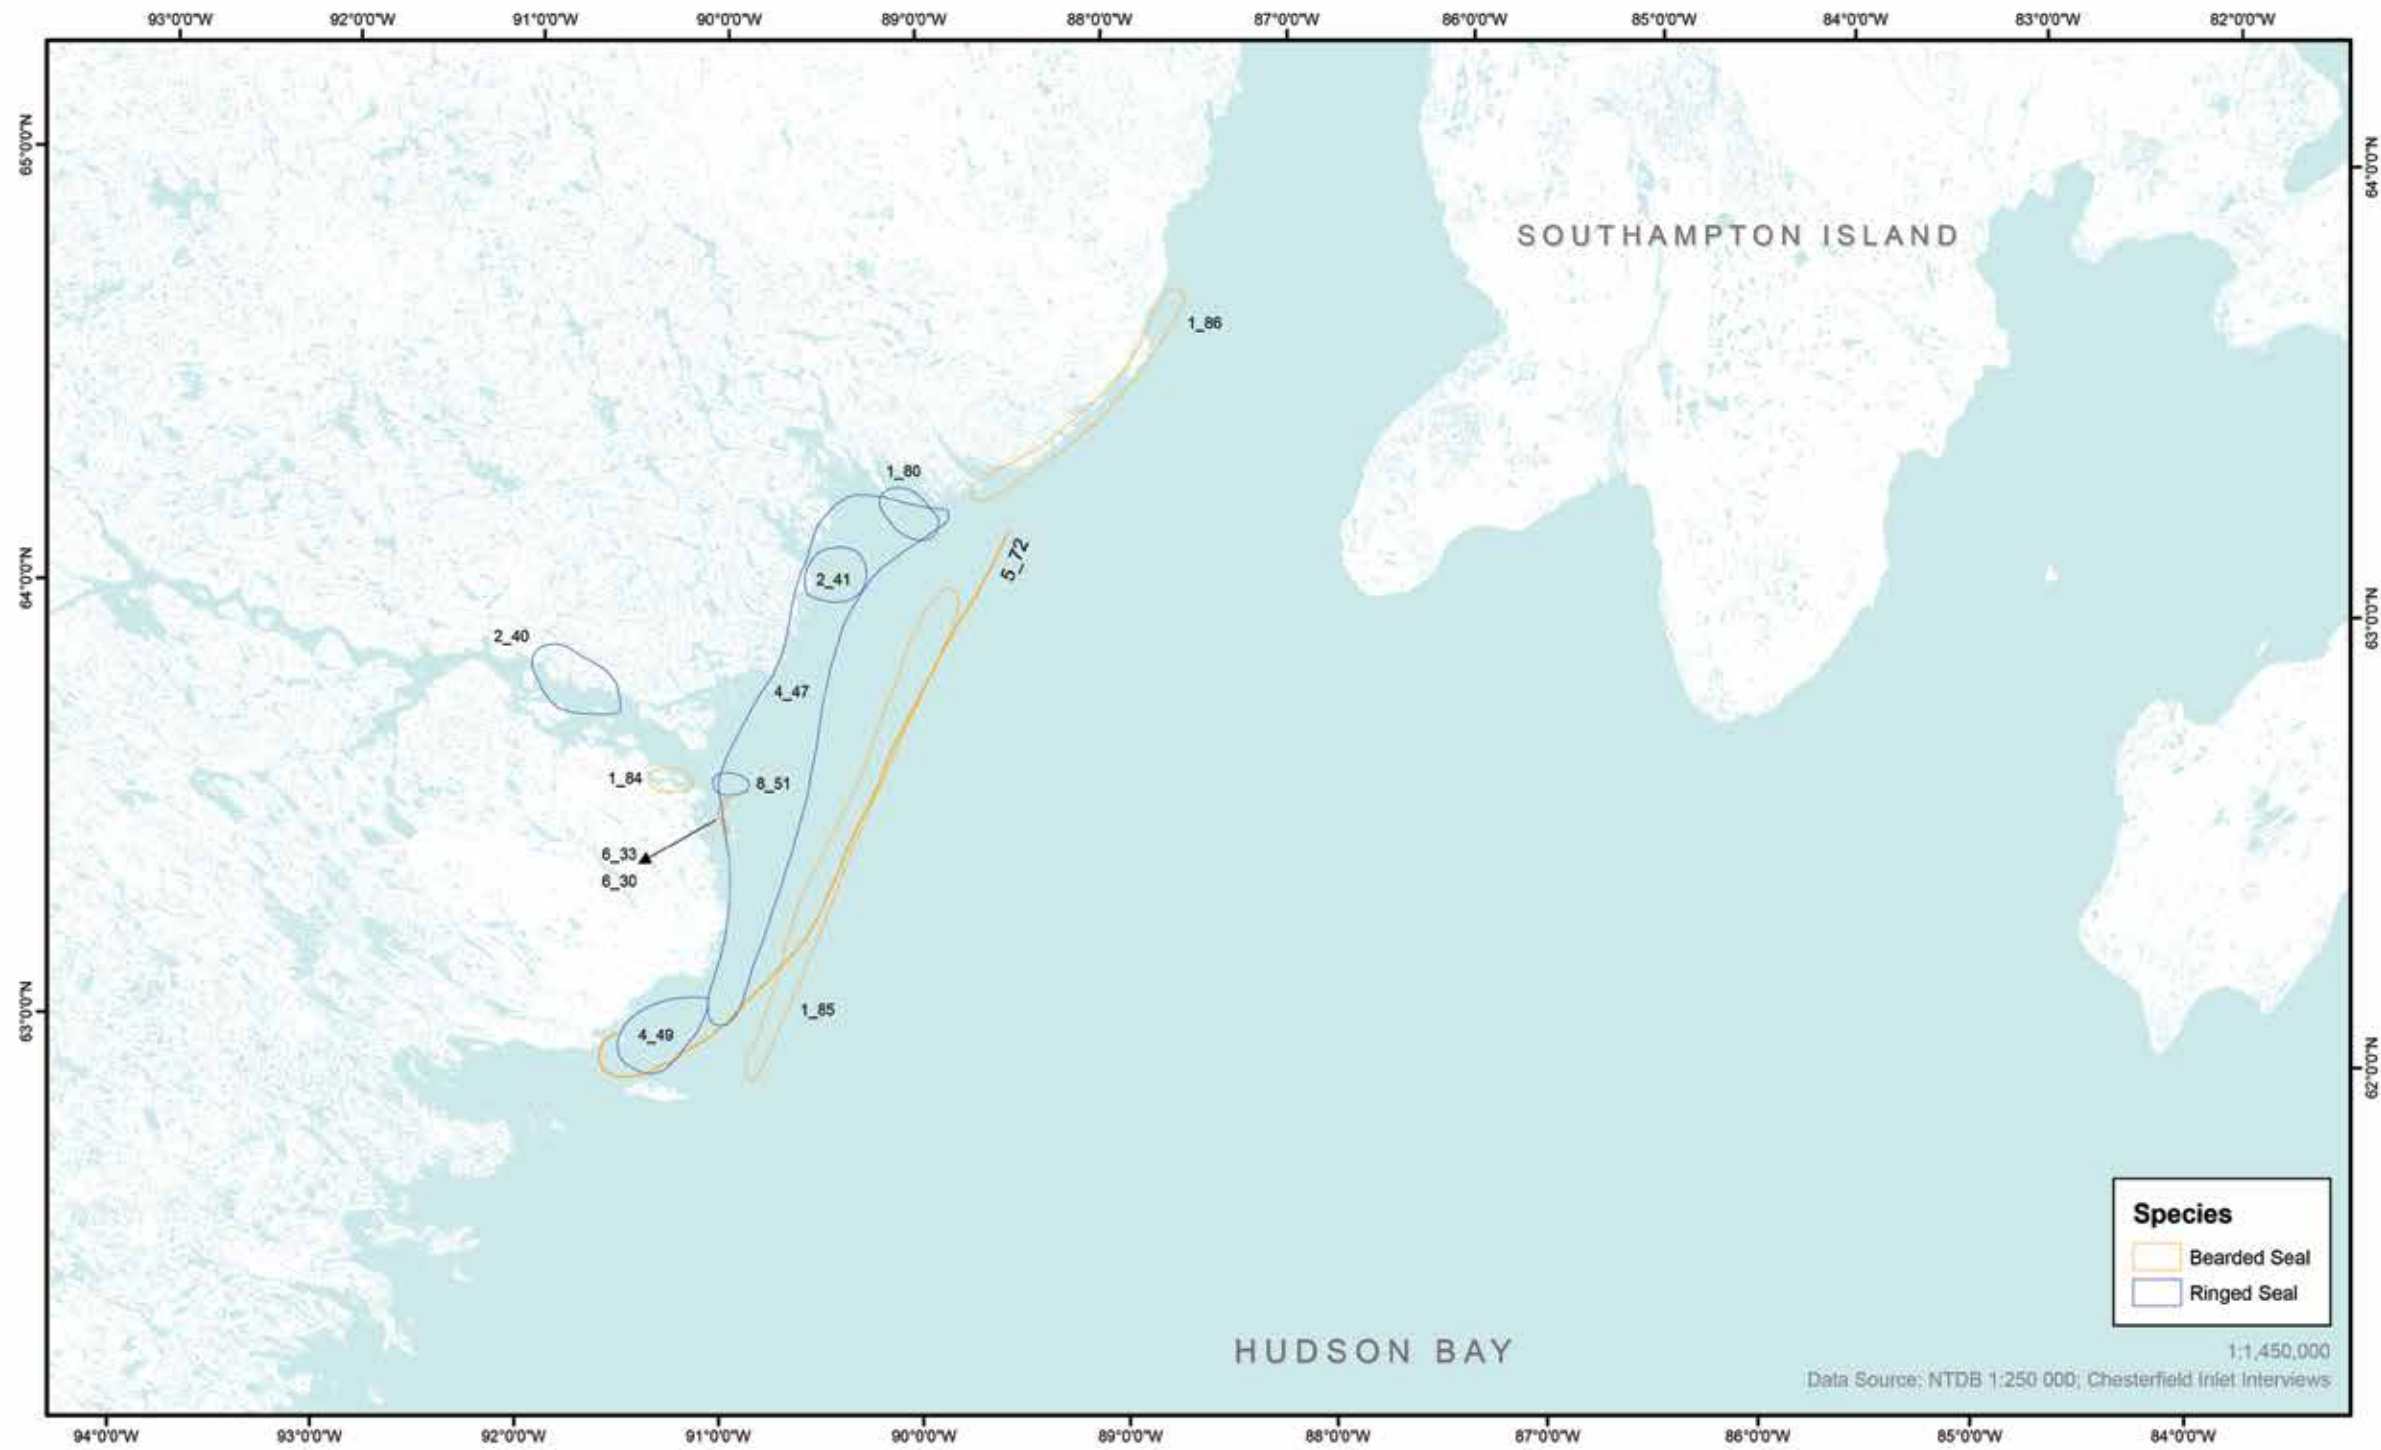 93°0'0"W 92°0'0"W 91°0'0"W 90°0'0"W 89°0'0"W 88°0'0"W 87°0'0"W 86°0'0"W 85°0'0"W 84°0'0"W 83°0'0"W 82°0'0"W
65°0'0"N
64°0'0"N
SOUTHAMPTON ISLAND
1_86
1_80
5_72
64°0'0"N
2_41
63°0'0"N
2_40
4_47
1_84
8_51
6_33
6_30
63°0'0"N
1_85
4_49
62°0'0"N
Species
Bearded Seal
Ringed Seal
HUDSON BAY
1:1,450,000
Data Source: NTDB 1:250 000; Chesterfield Inlet Interviews
94°0'0"W 93°0'0"W 92°0'0"W 91°0'0"W 90°0'0"W 89°0'0"W 88°0'0"W 87°0'0"W 86°0'0"W 85°0'0"W 84°0'0"W